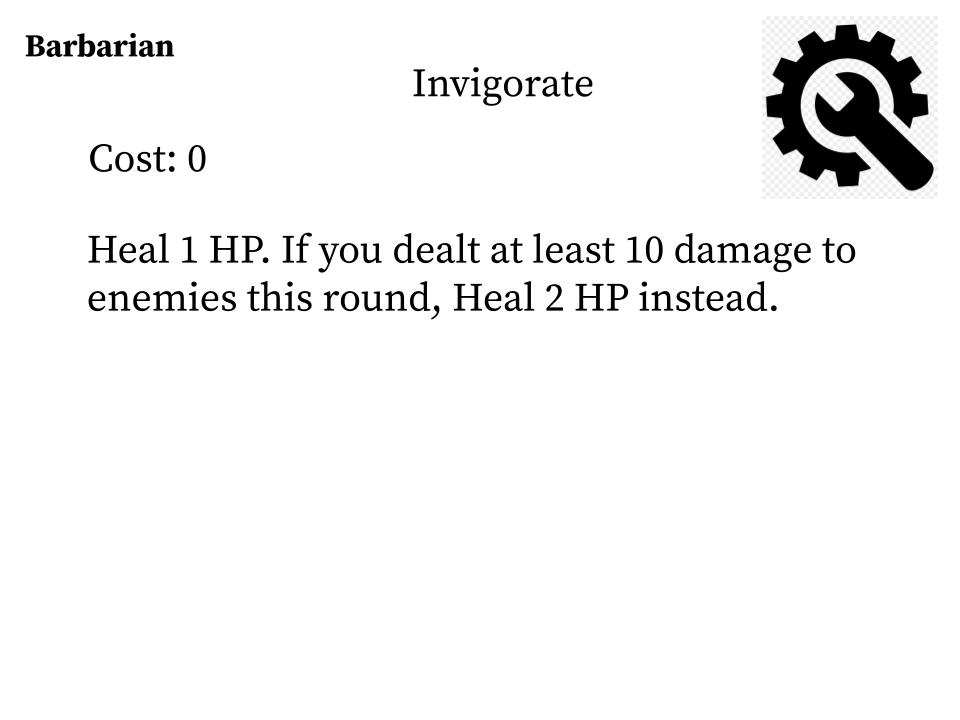 Barbarian
Invigorate
Cost: 0
Heal 1 HP. If you dealt at least 10 damage to
enemies this round, Heal 2 HP instead.